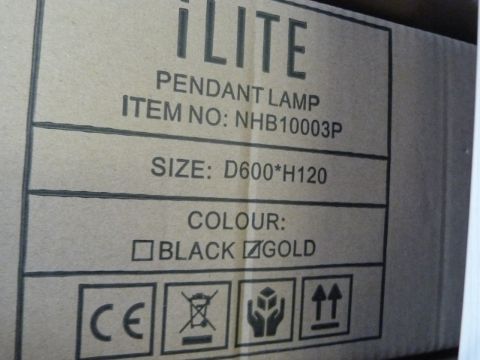 iLITE
PENDANT LAMP
ITEM NO: NHB10003P
SIZE: D600*H120
COLOUR:
☐BLACK ☑GOLD
CE